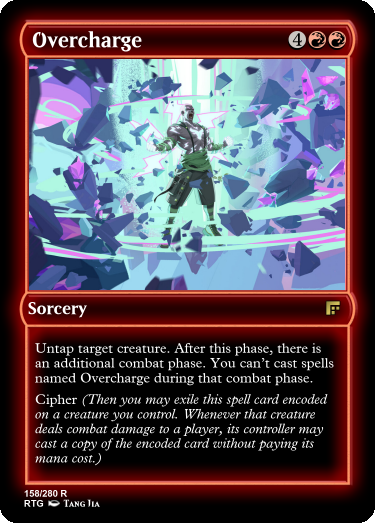 Overcharge 4
Sorcery
Untap target creature. After this phase, there is
an additional combat phase. You can't cast spells
named Overcharge during that combat phase.
Cipher (Then you may exile this spell card encoded
on a creature you control. Whenever that creature
deals combat damage to a player, its controller may
cast a copy of the encoded card without paying its
mana cost.)
158/280 R
RTG Tang Jia